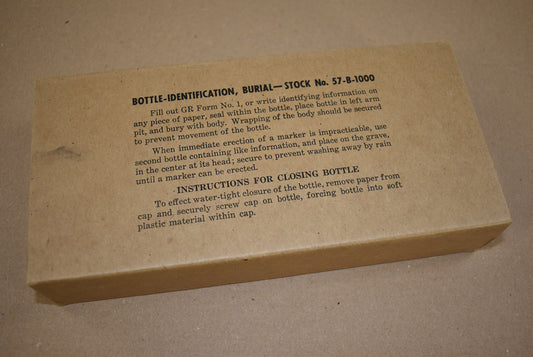 BOTTLE-IDENTIFICATION, BURIAL—STOCK No. 57-B-1000
Fill out GR Form No. 1, or write identifying information on
any piece of paper, seal within the bottle, place bottle in left arm
pit, and bury with body. Wrapping of the body should be secured
to prevent movement of the bottle.
When immediate erection of a marker is impracticable, use
second bottle containing like information, and place on the grave,
in the center at its head; secure to prevent washing away by rain
until a marker can be erected.
INSTRUCTIONS FOR CLOSING BOTTLE
To effect water-tight closure of the bottle, remove paper from
cap and securely screw cap on bottle, forcing bottle into soft
plastic material within cap.